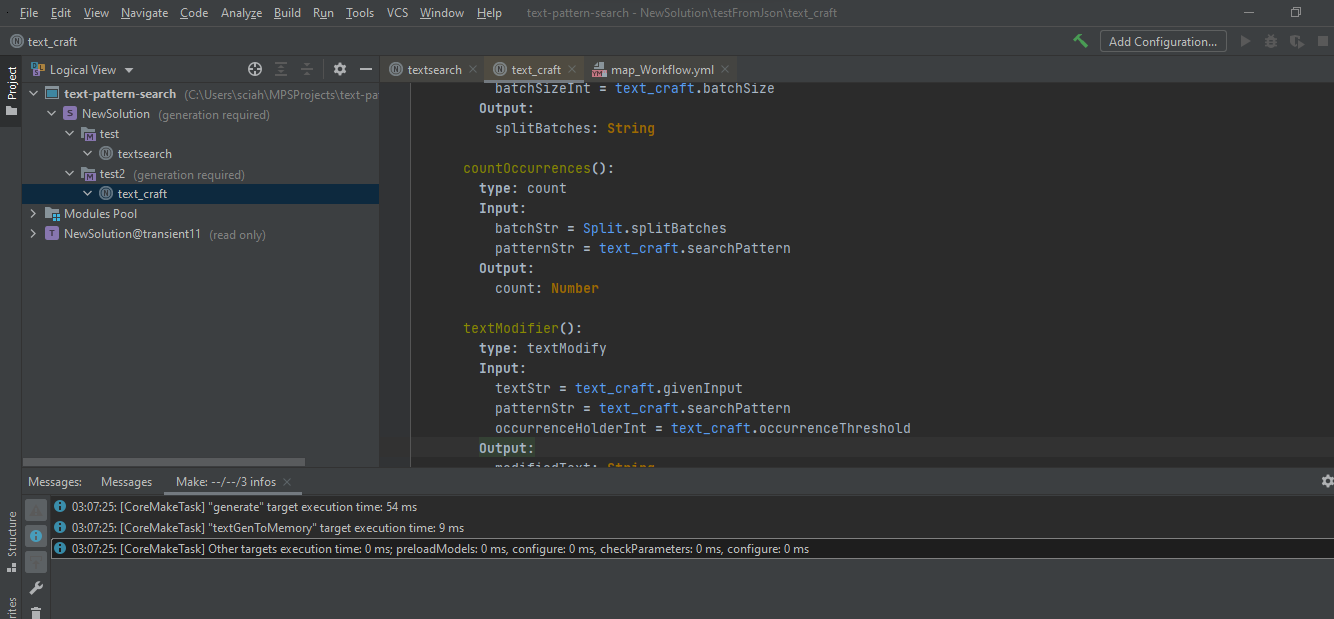 File Edit View Navigate Code Analyze Build Run Tools VCS Window Help text-pattern-search - NewSolution\testFromJson\text_craft
text_craft
Add Configuration...
Project
Logical View
text-pattern-search (C:\Users\sciah\MPSProjects\text-pa
NewSolution (generation required)
test
textsearch
test2 (generation required)
text_craft
Modules Pool
NewSolution@transient11 (read only)
textsearch
text_craft
map_Workflow.yml
batchSizeInt = text_craft.batchSize
Output:
splitBatches: String
countOccurrences():
type: count
Input:
batchStr = Split.splitBatches
patternStr = text_craft.searchPattern
Output:
count: Number
textModifier():
type: textModify
Input:
textStr = text_craft.givenInput
patternStr = text_craft.searchPattern
occurrenceHolderInt = text_craft.occurrenceThreshold
Output:
modifiedText: String
Messages: Messages Make: --/--/3 infos
03:07:25: [CoreMakeTask] "generate" target execution time: 54 ms
03:07:25: [CoreMakeTask] "textGenToMemory" target execution time: 9 ms
03:07:25: [CoreMakeTask] Other targets execution time: 0 ms; preloadModels: 0 ms, configure: 0 ms, checkParameters: 0 ms, configure: 0 ms
Structure
rites